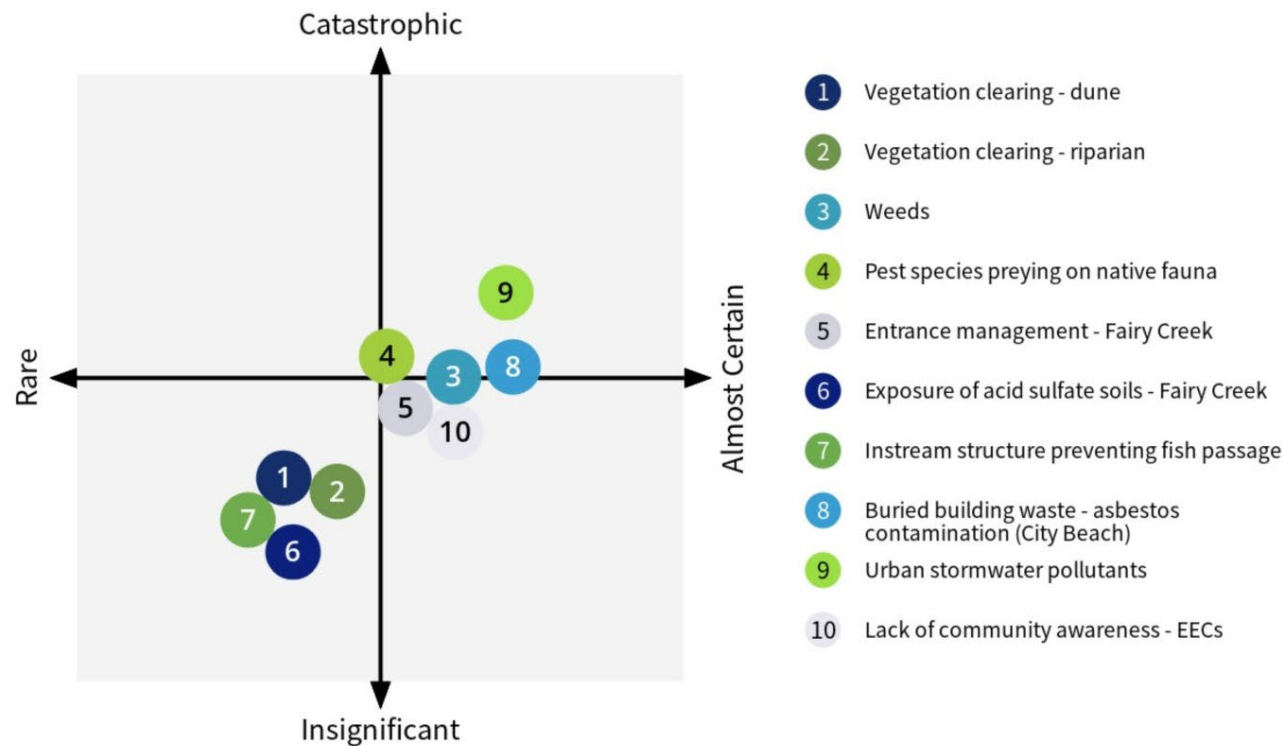 Catastrophic
Rare
Almost Certain
Insignificant
9
4
3
8
5
10
1
2
7
6
1 Vegetation clearing - dune
2 Vegetation clearing - riparian
3 Weeds
4 Pest species preying on native fauna
5 Entrance management - Fairy Creek
6 Exposure of acid sulfate soils - Fairy Creek
7 Instream structure preventing fish passage
8 Buried building waste - asbestos
contamination (City Beach)
9 Urban stormwater pollutants
10 Lack of community awareness - EECs